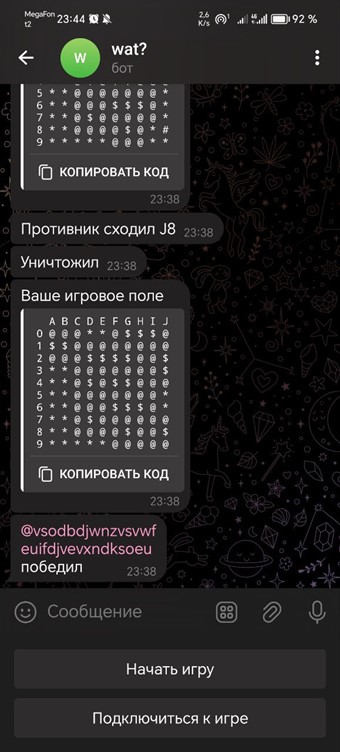 MegaFon
t2
23:44
2,6
K/s
92 %
W
wat?
бот
5 * * @ @ @ @ @ @ @ *
6 * * @ @ @ $ $ $ @ *
7 * * @ $ @ @ @ @ @ *
8 * * @ @ @ @ $ @ * #
9 * * * * * @ @ @ * *
КОПИРОВАТЬ КОД
23:38
Противник сходил J8 23:38
Уничтожил 23:38
Ваше игровое поле
A B C D E F G H I J
0 @ @ @ * * @ $ $ $ @
1 $ $ @ @ @ @ @ @ @ @
2 @ @ @ $ $ $ $ @ $ @
3 * * @ @ @ @ @ @ @ @
4 * * @ $ @ $ $ @ @ @
5 * * @ @ @ @ @ @ @ *
6 * * @ @ @ $ $ $ @ *
7 * * @ $ @ @ @ @ @ @
8 * * @ @ @ @ $ @ @ $
9 * * * * * @ @ @ @ @
КОПИРОВАТЬ КОД
23:38
@vsodbdjwnzvsvwf
euifdjvevxndksoeu
победил 23:38
Сообщение
Начать игру
Подключиться к игре